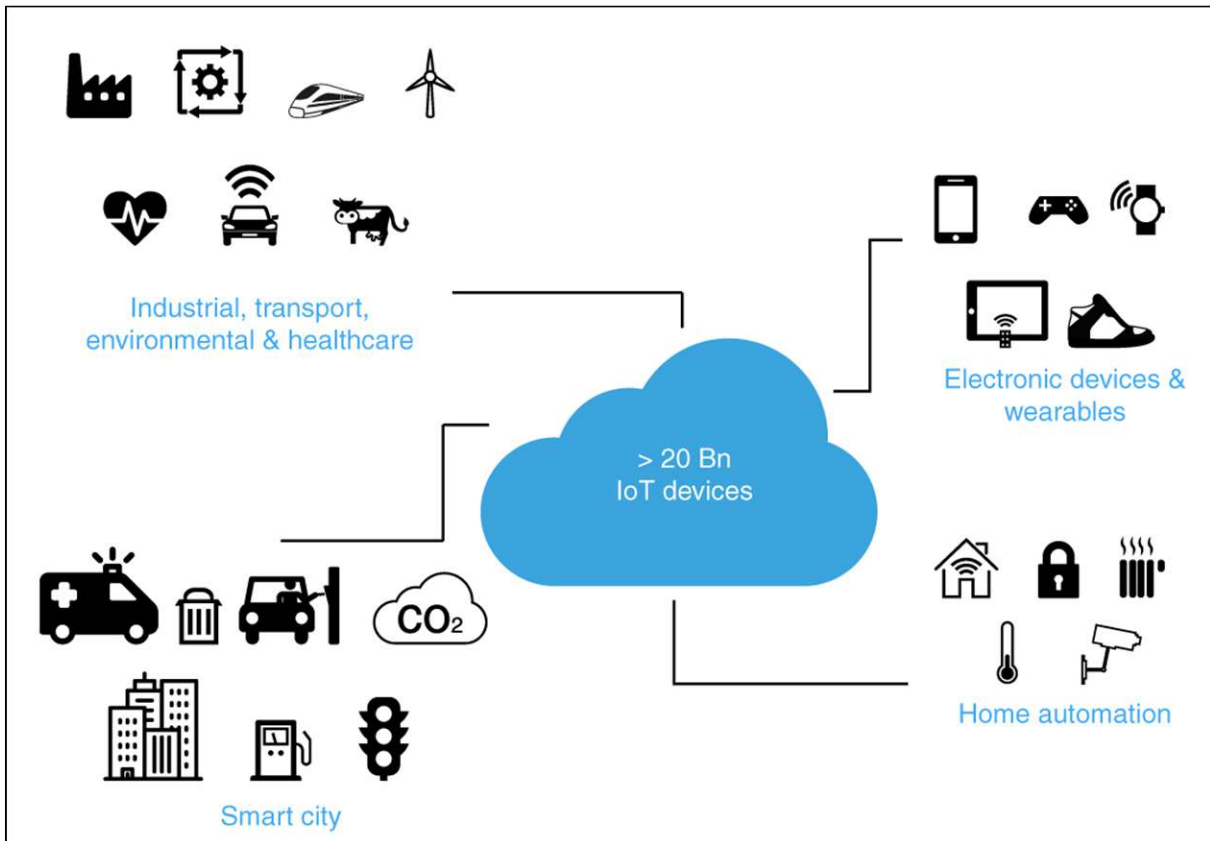 Industrial, transport,
environmental & healthcare
Electronic devices &
wearables
> 20 Bn
IoT devices
CO₂
Home automation
Smart city